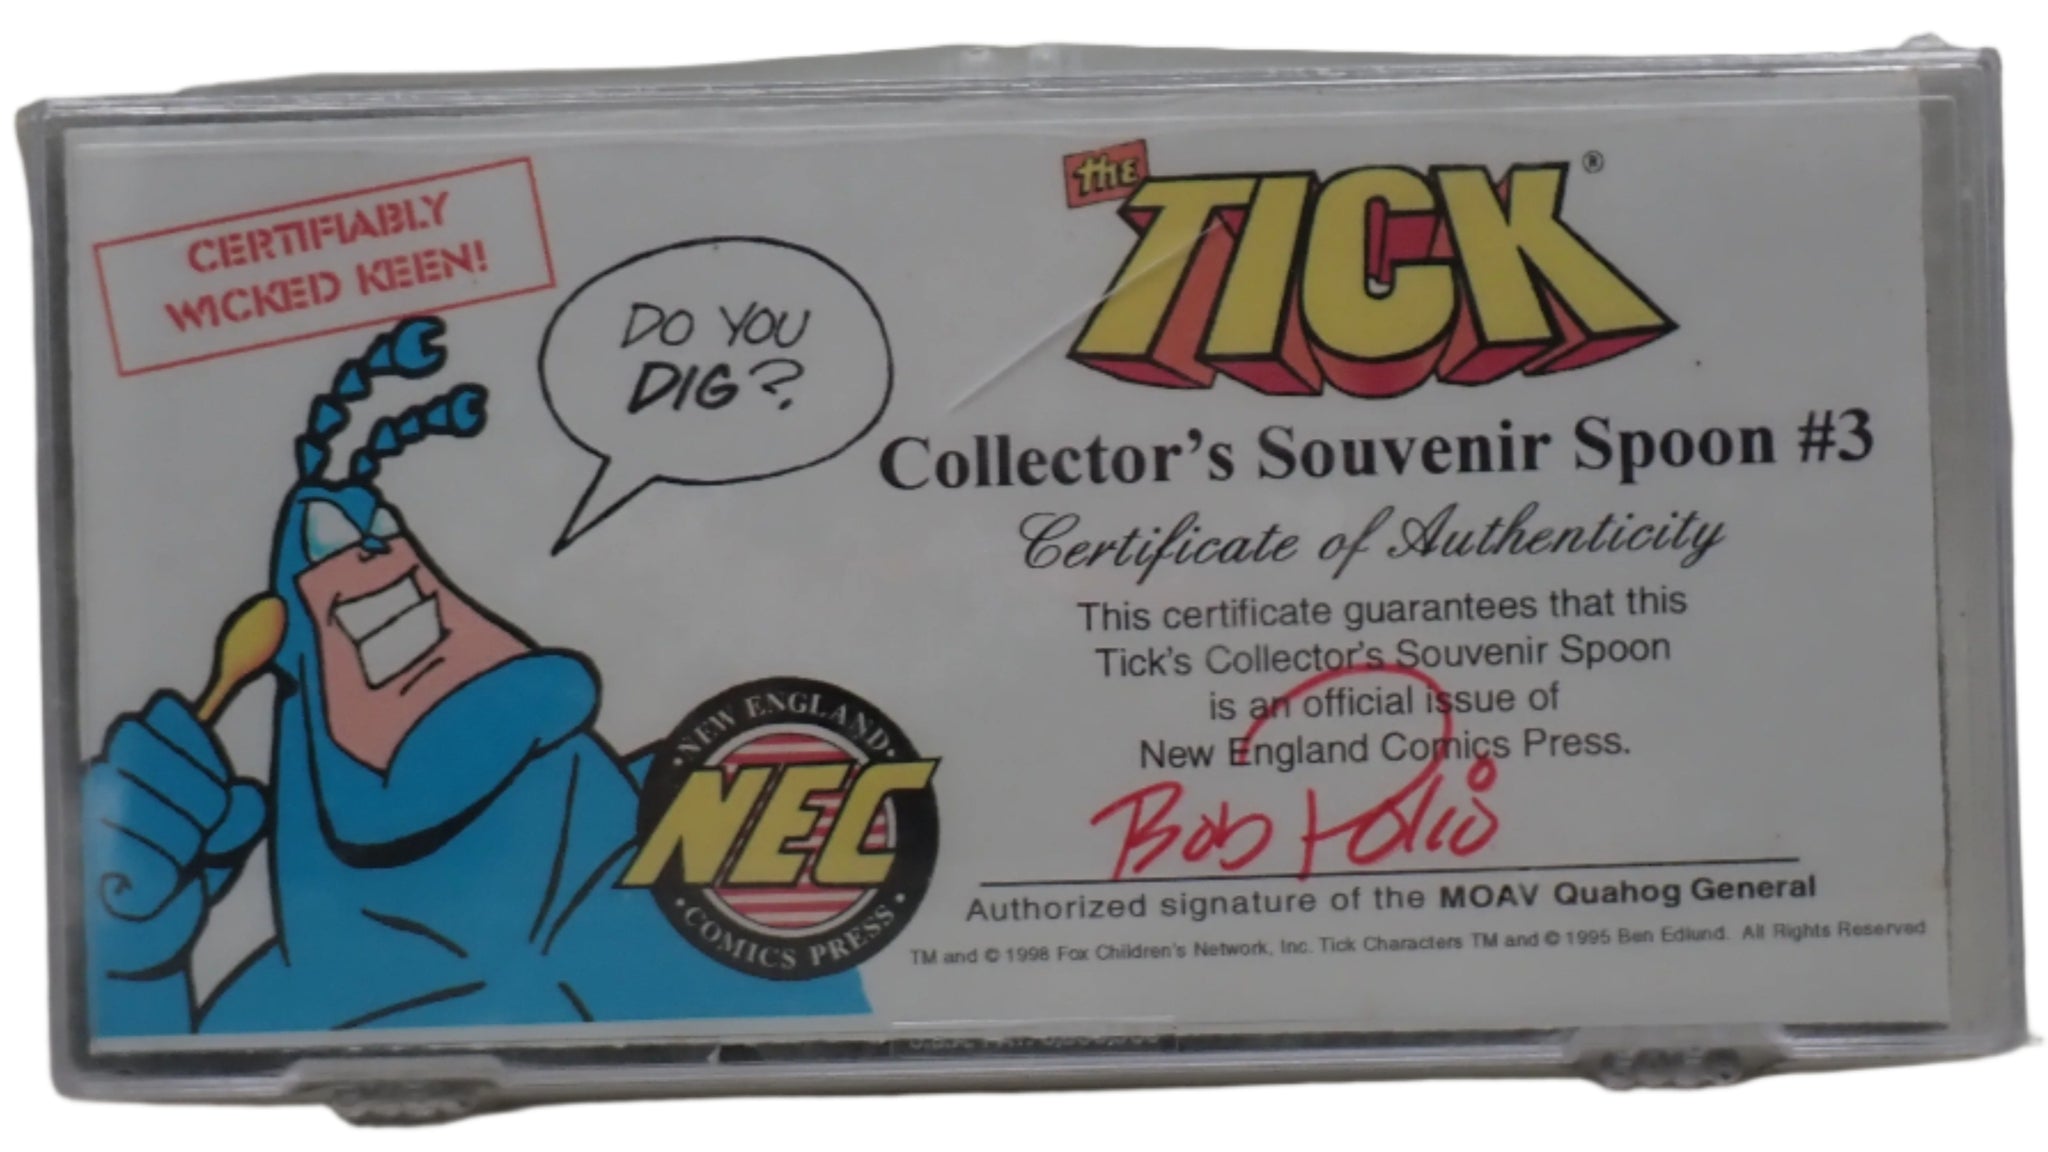 CERTIFIABLY
WICKED KEEN!
DO YOU
DIG?
the
TICK®
Collector's Souvenir Spoon #3
Certificate of Authenticity
This certificate guarantees that this
Tick's Collector's Souvenir Spoon
is an official issue of
New England Comics Press.
NEW ENGLAND
NEC
COMICS PRESS
Bob Polio
Authorized signature of the MOAV Quahog General
TM and © 1998 Fox Children's Network, Inc. Tick Characters TM and © 1995 Ben Edlund. All Rights Reserved